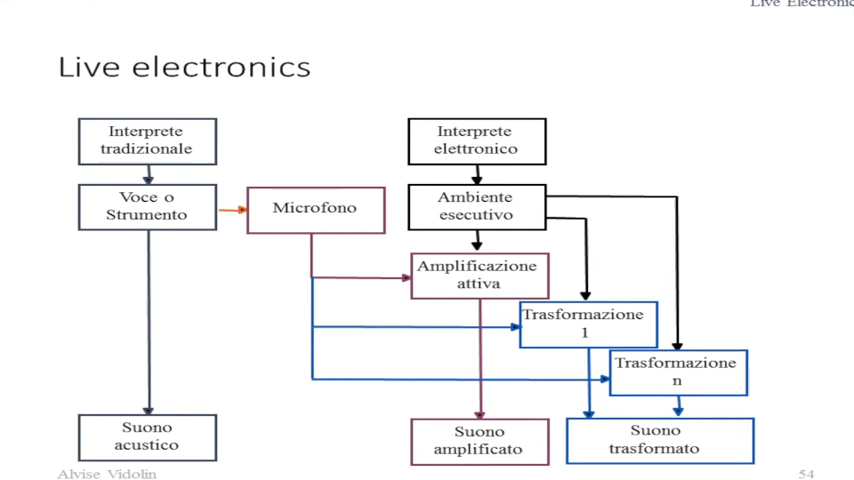 Live Electronic
Live electronics
Interprete
tradizionale
Interprete
elettronico
Voce o
Strumento
Microfono
Ambiente
esecutivo
Amplificazione
attiva
Trasformazione
1
Trasformazione
n
Suono
acustico
Suono
amplificato
Suono
trasformato
Alvise Vidolin
54